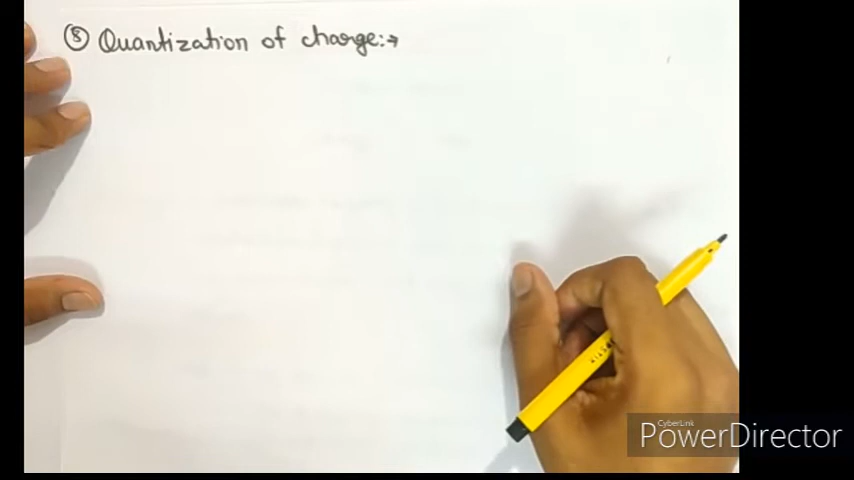 ⑧ Quantization of charge:→
CyberLink
PowerDirector